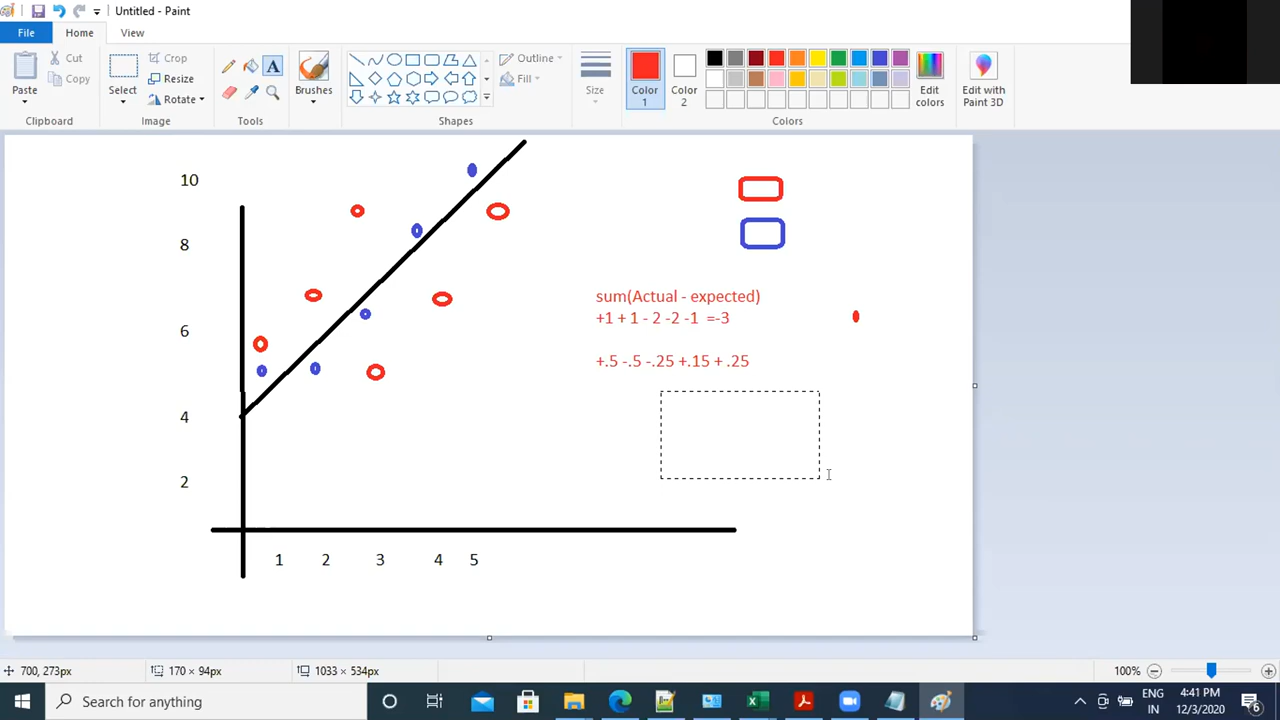 Untitled - Paint
File
Home
View
Paste
Cut
Copy
Select
Crop
Resize
Rotate
A
Brushes
Outline
Fill
Size
Color
1
Color
2
Edit
colors
Edit with
Paint 3D
Clipboard
Image
Tools
Shapes
Colors
10
8
6
4
2
1 2 3 4 5
sum(Actual - expected)
+1 + 1 - 2 -2 -1 =-3
+.5 -.5 -.25 +.15 + .25
700, 273px
170 × 94px
1033 × 534px
100%
Search for anything
ENG
IN
4:41 PM
12/3/2020
6